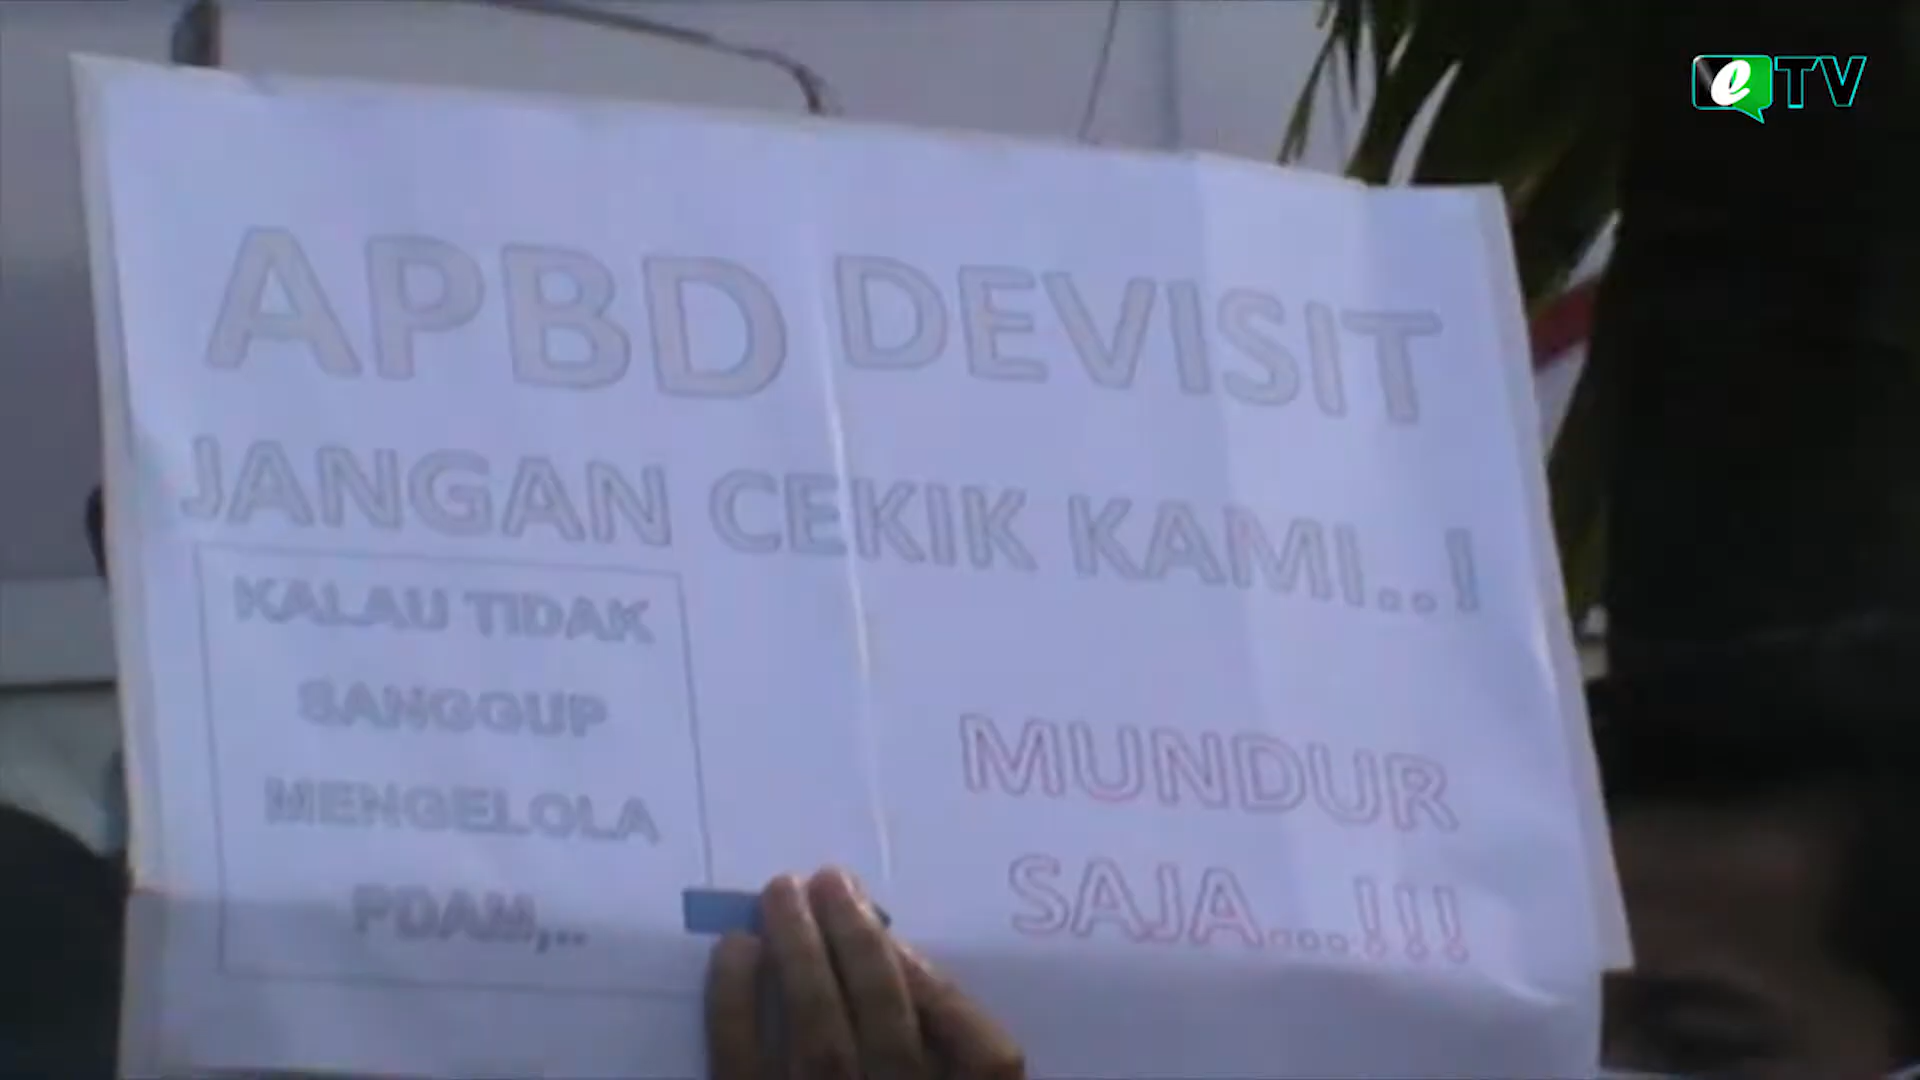 eTV
APBD DEVISIT
JANGAN CEKIK KAMI..!
KALAU TIDAK
SANGGUP
MENGELOLA
PDAM,..
MUNDUR
SAJA...!!!